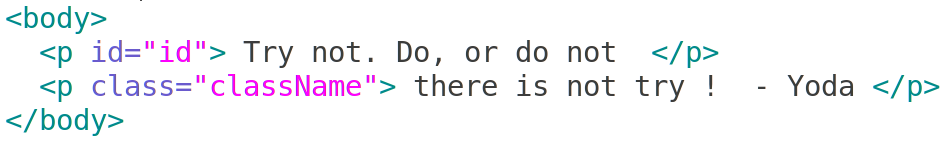 <body>
  <p id="id"> Try not. Do, or do not  </p>
  <p class="className"> there is not try !  - Yoda </p>
</body>